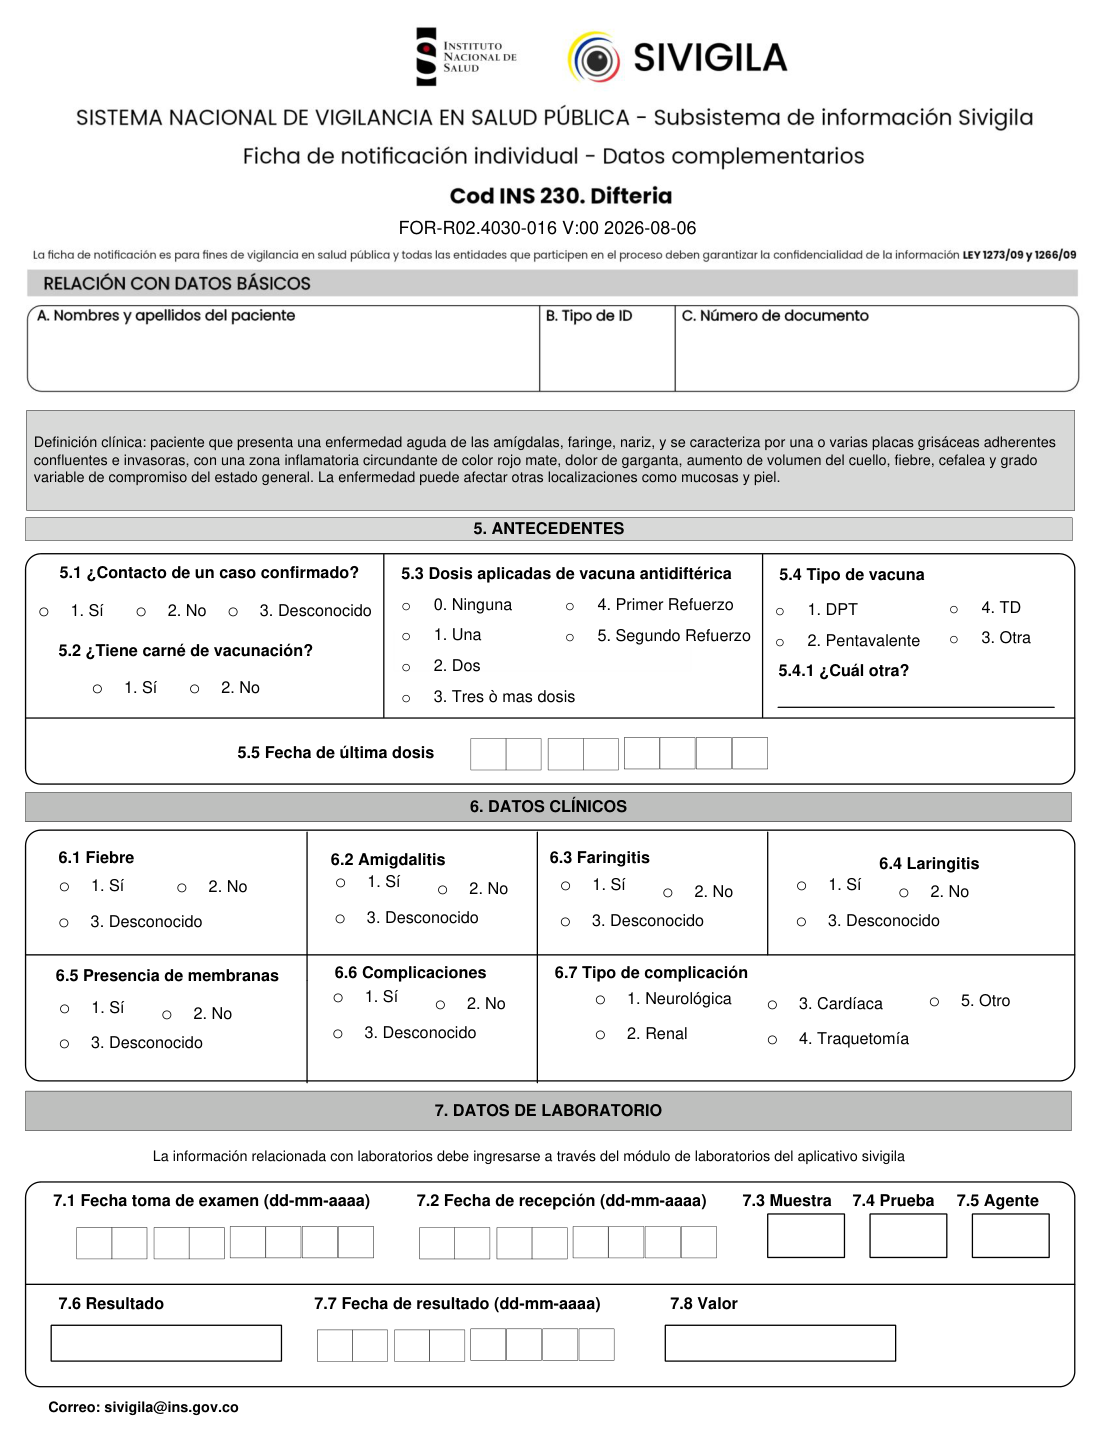 INSTITUTO
NACIONAL DE
SALUD
SIVIGILA
SISTEMA NACIONAL DE VIGILANCIA EN SALUD PÚBLICA - Subsistema de información Sivigila
Ficha de notificación individual - Datos complementarios
Cod INS 230. Difteria
FOR-R02.4030-016 V:00 2026-08-06
La ficha de notificación es para fines de vigilancia en salud pública y todas las entidades que participen en el proceso deben garantizar la confidencialidad de la información LEY 1273/09 y 1266/09
RELACIÓN CON DATOS BÁSICOS
A. Nombres y apellidos del paciente B. Tipo de ID C. Número de documento
Definición clínica: paciente que presenta una enfermedad aguda de las amígdalas, faringe, nariz, y se caracteriza por una o varias placas grisáceas adherentes
confluentes e invasoras, con una zona inflamatoria circundante de color rojo mate, dolor de garganta, aumento de volumen del cuello, fiebre, cefalea y grado
variable de compromiso del estado general. La enfermedad puede afectar otras localizaciones como mucosas y piel.
5. ANTECEDENTES
5.1 ¿Contacto de un caso confirmado?
1. Sí 2. No 3. Desconocido
5.2 ¿Tiene carné de vacunación?
1. Sí 2. No
5.3 Dosis aplicadas de vacuna antidiftérica
0. Ninguna 4. Primer Refuerzo
1. Una 5. Segundo Refuerzo
2. Dos
3. Tres ò mas dosis
5.4 Tipo de vacuna
1. DPT 4. TD
2. Pentavalente 3. Otra
5.4.1 ¿Cuál otra?
5.5 Fecha de última dosis
6. DATOS CLÍNICOS
6.1 Fiebre
1. Sí 2. No
3. Desconocido
6.2 Amigdalitis
1. Sí 2. No
3. Desconocido
6.3 Faringitis
1. Sí 2. No
3. Desconocido
6.4 Laringitis
1. Sí 2. No
3. Desconocido
6.5 Presencia de membranas
1. Sí 2. No
3. Desconocido
6.6 Complicaciones
1. Sí 2. No
3. Desconocido
6.7 Tipo de complicación
1. Neurológica 3. Cardíaca 5. Otro
2. Renal 4. Traquetomía
7. DATOS DE LABORATORIO
La información relacionada con laboratorios debe ingresarse a través del módulo de laboratorios del aplicativo sivigila
7.1 Fecha toma de examen (dd-mm-aaaa) 7.2 Fecha de recepción (dd-mm-aaaa) 7.3 Muestra 7.4 Prueba 7.5 Agente
7.6 Resultado 7.7 Fecha de resultado (dd-mm-aaaa) 7.8 Valor
Correo: sivigila@ins.gov.co